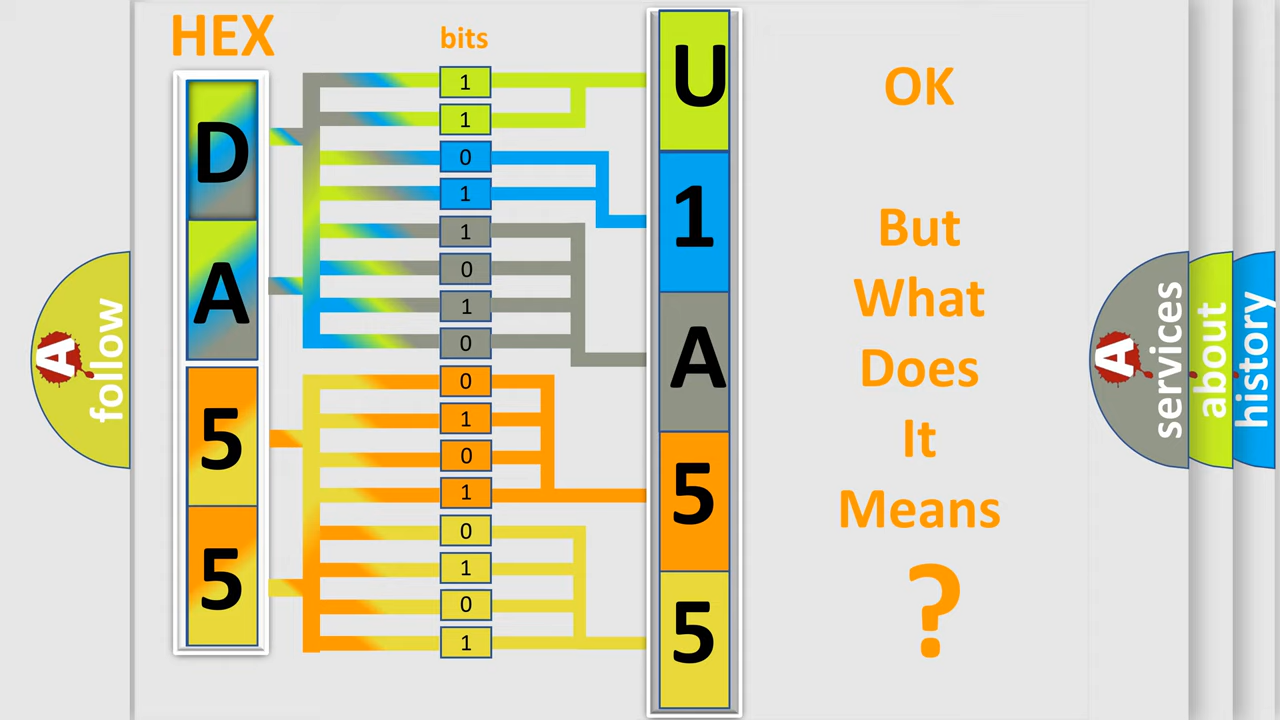 HEX
bits
D
A
5
5
1
1
0
1
1
0
1
0
0
1
0
1
0
1
0
1
U
1
A
5
5
OK
But
What
Does
It
Means
?
A
follow
A
services
about
history